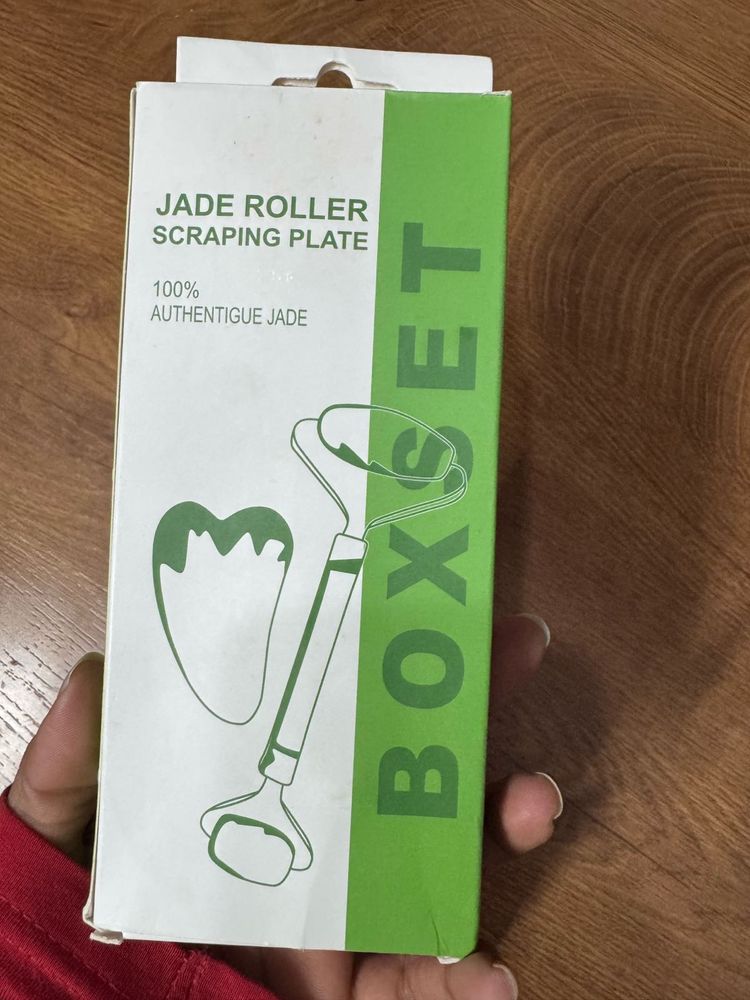 JADE ROLLER
SCRAPING PLATE
100%
AUTHENTIGUE JADE
BOXSET